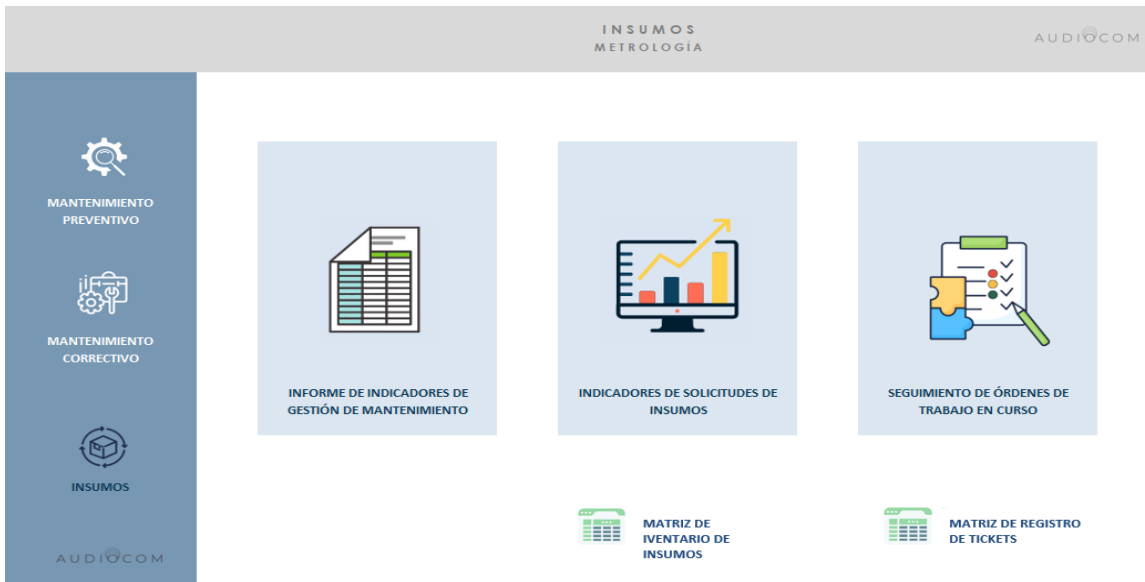 INSUMOS
METROLOGÍA
AUDIOCOM
MANTENIMIENTO
PREVENTIVO
MANTENIMIENTO
CORRECTIVO
INSUMOS
AUDIOCOM
INFORME DE INDICADORES DE
GESTIÓN DE MANTENIMIENTO
INDICADORES DE SOLICITUDES DE
INSUMOS
SEGUIMIENTO DE ÓRDENES DE
TRABAJO EN CURSO
MATRIZ DE
IVENTARIO DE
INSUMOS
MATRIZ DE REGISTRO
DE TICKETS